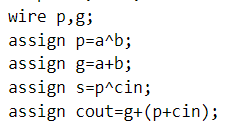 wire p,g;
assign p=a^b;
assign g=a+b;
assign s=p^cin;
assign cout=g+(p+cin);